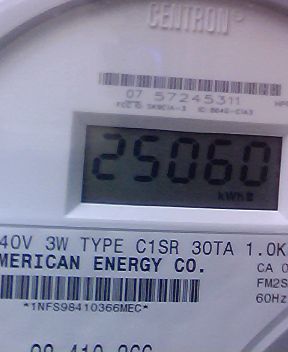 CENTRON
07 57245311
25060
kWh
40V 3W TYPE C1SR 30TA 1.0K
MERICAN ENERGY CO.
CA 0
FM2S
60Hz
*1NFS98410366MEC*